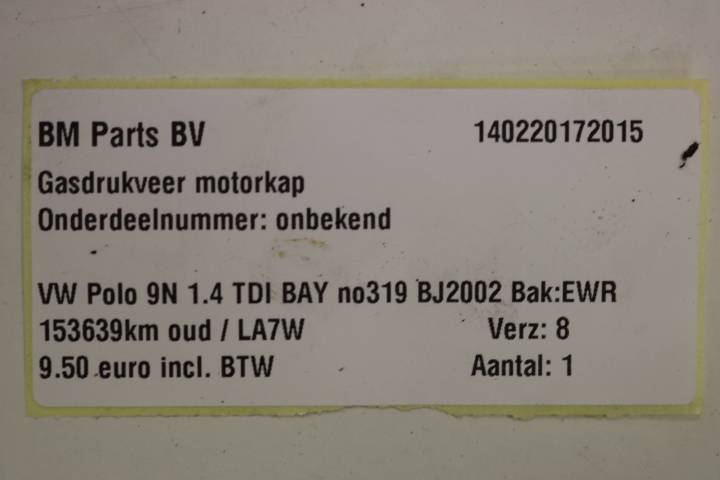 BM Parts BV 140220172015
Gasdrukveer motorkap
Onderdeelnummer: onbekend
VW Polo 9N 1.4 TDI BAY no319 BJ2002 Bak:EWR
153639km oud / LA7W Verz: 8
9.50 euro incl. BTW Aantal: 1